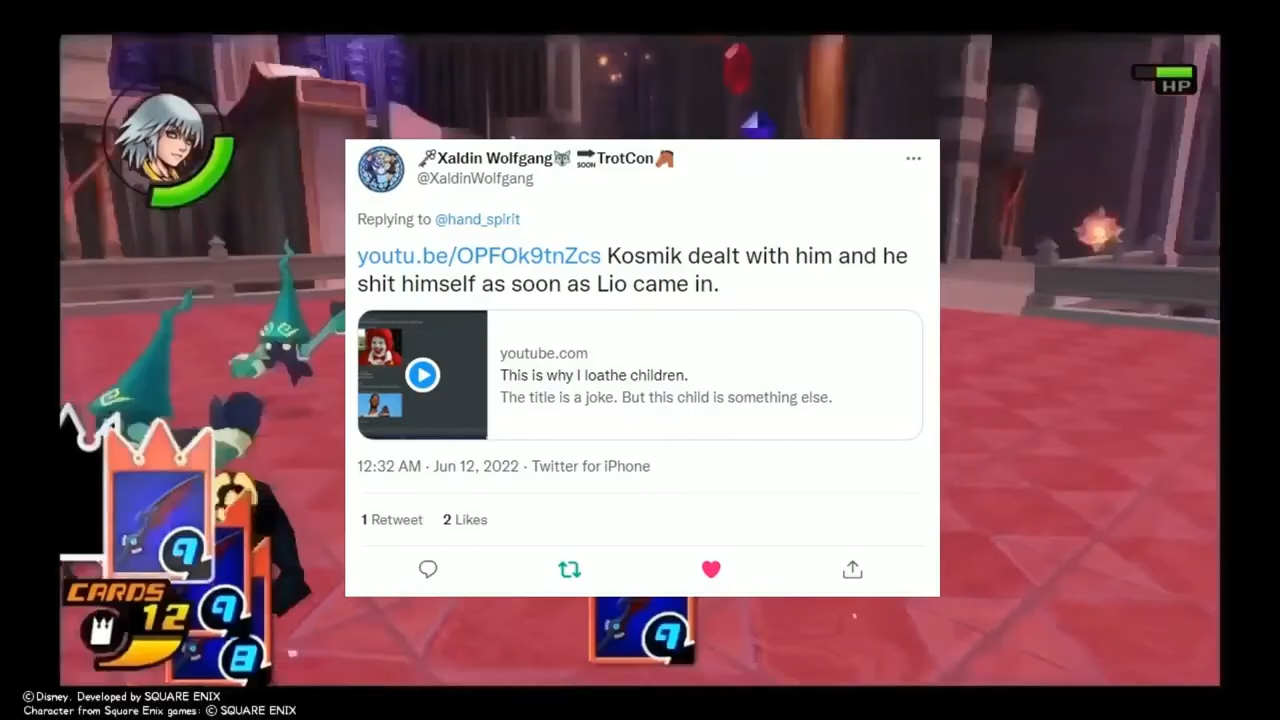 HP
🗝Xaldin Wolfgang🐺 🔜TrotCon🐴
@XaldinWolfgang
Replying to @hand_spirit
youtu.be/OPFOk9tnZcs Kosmik dealt with him and he
shit himself as soon as Lio came in.
youtube.com
This is why I loathe children.
The title is a joke. But this child is something else.
12:32 AM · Jun 12, 2022 · Twitter for iPhone
1 Retweet 2 Likes
9
CARDS
12
9
8
9
©Disney. Developed by SQUARE ENIX
Character from Square Enix games: © SQUARE ENIX